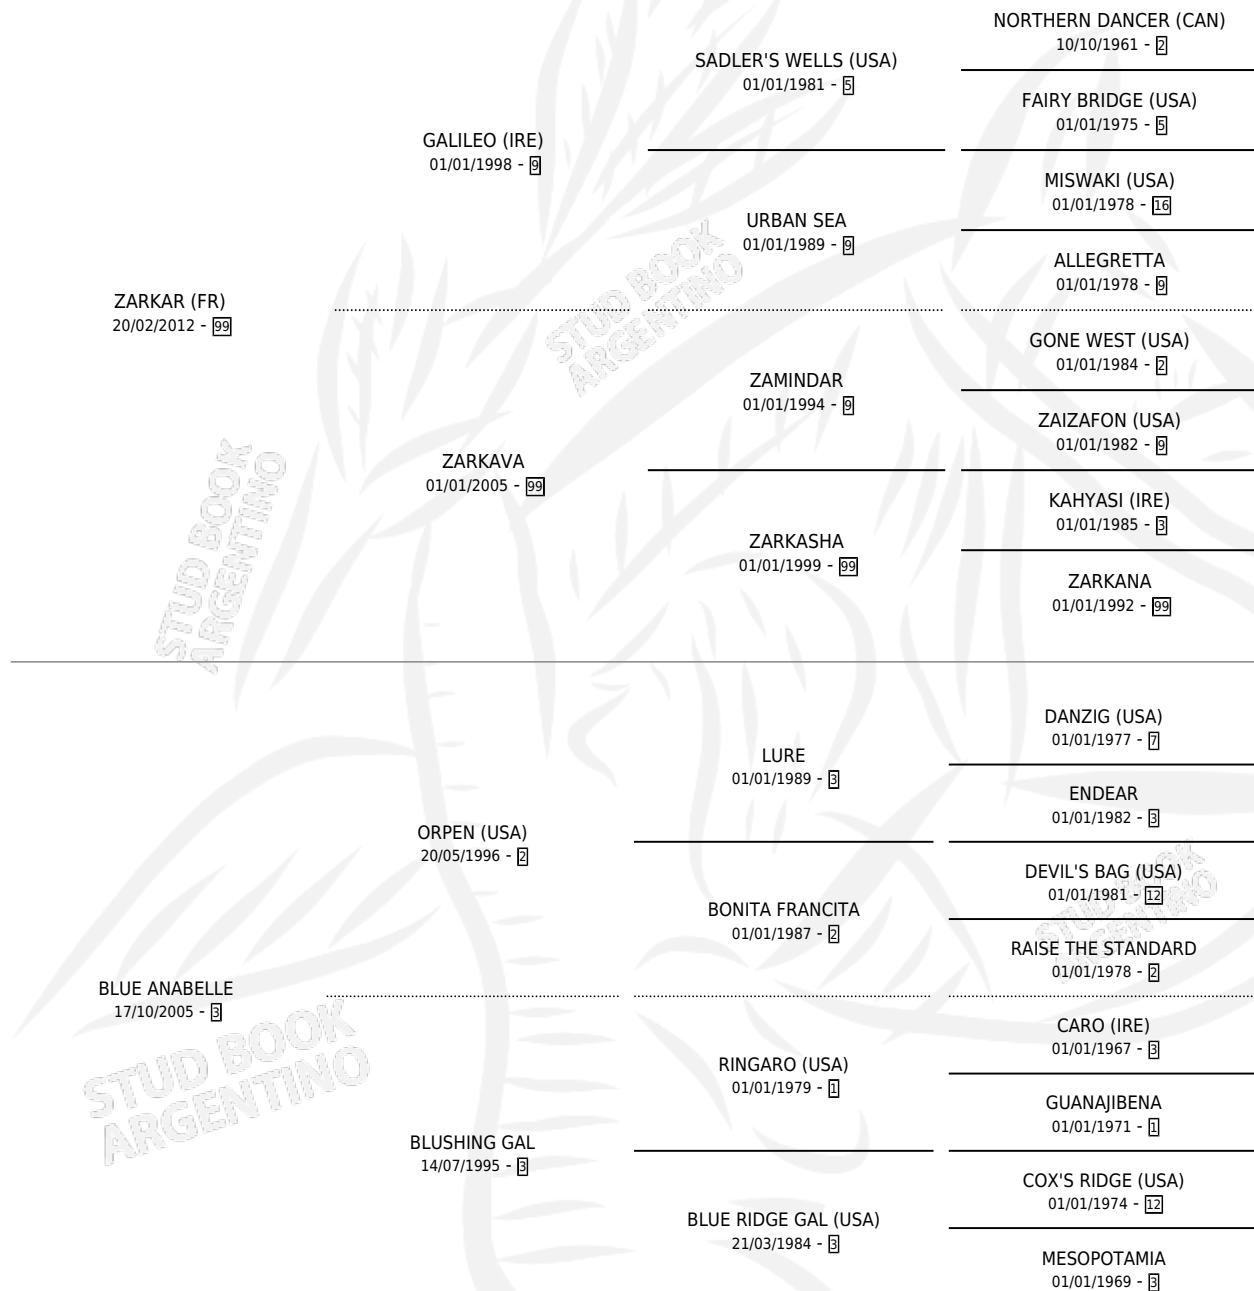 NORTHERN DANCER (CAN)
10/10/1961 - 2
SADLER'S WELLS (USA)
01/01/1981 - 5
FAIRY BRIDGE (USA)
01/01/1975 - 5
GALILEO (IRE)
01/01/1998 - 9
MISWAKI (USA)
01/01/1978 - 16
URBAN SEA
01/01/1989 - 9
ALLEGRETTA
01/01/1978 - 9
ZARKAR (FR)
20/02/2012 - 99
STUD BOOK
ARGENTINO
GONE WEST (USA)
01/01/1984 - 2
ZAMINDAR
01/01/1994 - 9
ZAIZAFON (USA)
01/01/1982 - 9
ZARKAVA
01/01/2005 - 99
KAHYASI (IRE)
01/01/1985 - 3
ZARKASHA
01/01/1999 - 99
ZARKANA
01/01/1992 - 99
STUD BOOK
ARGENTINO
DANZIG (USA)
01/01/1977 - 7
LURE
01/01/1989 - 3
ENDEAR
01/01/1982 - 3
ORPEN (USA)
20/05/1996 - 2
DEVIL'S BAG (USA)
01/01/1981 - 12
BONITA FRANCITA
01/01/1987 - 2
RAISE THE STANDARD
01/01/1978 - 2
STUD BOOK
ARGENTINO
BLUE ANABELLE
17/10/2005 - 3
CARO (IRE)
01/01/1967 - 3
RINGARO (USA)
01/01/1979 - 1
GUANAJIBENA
01/01/1971 - 1
STUD BOOK
ARGENTINO
BLUSHING GAL
14/07/1995 - 3
COX'S RIDGE (USA)
01/01/1974 - 12
BLUE RIDGE GAL (USA)
21/03/1984 - 3
MESOPOTAMIA
01/01/1969 - 3